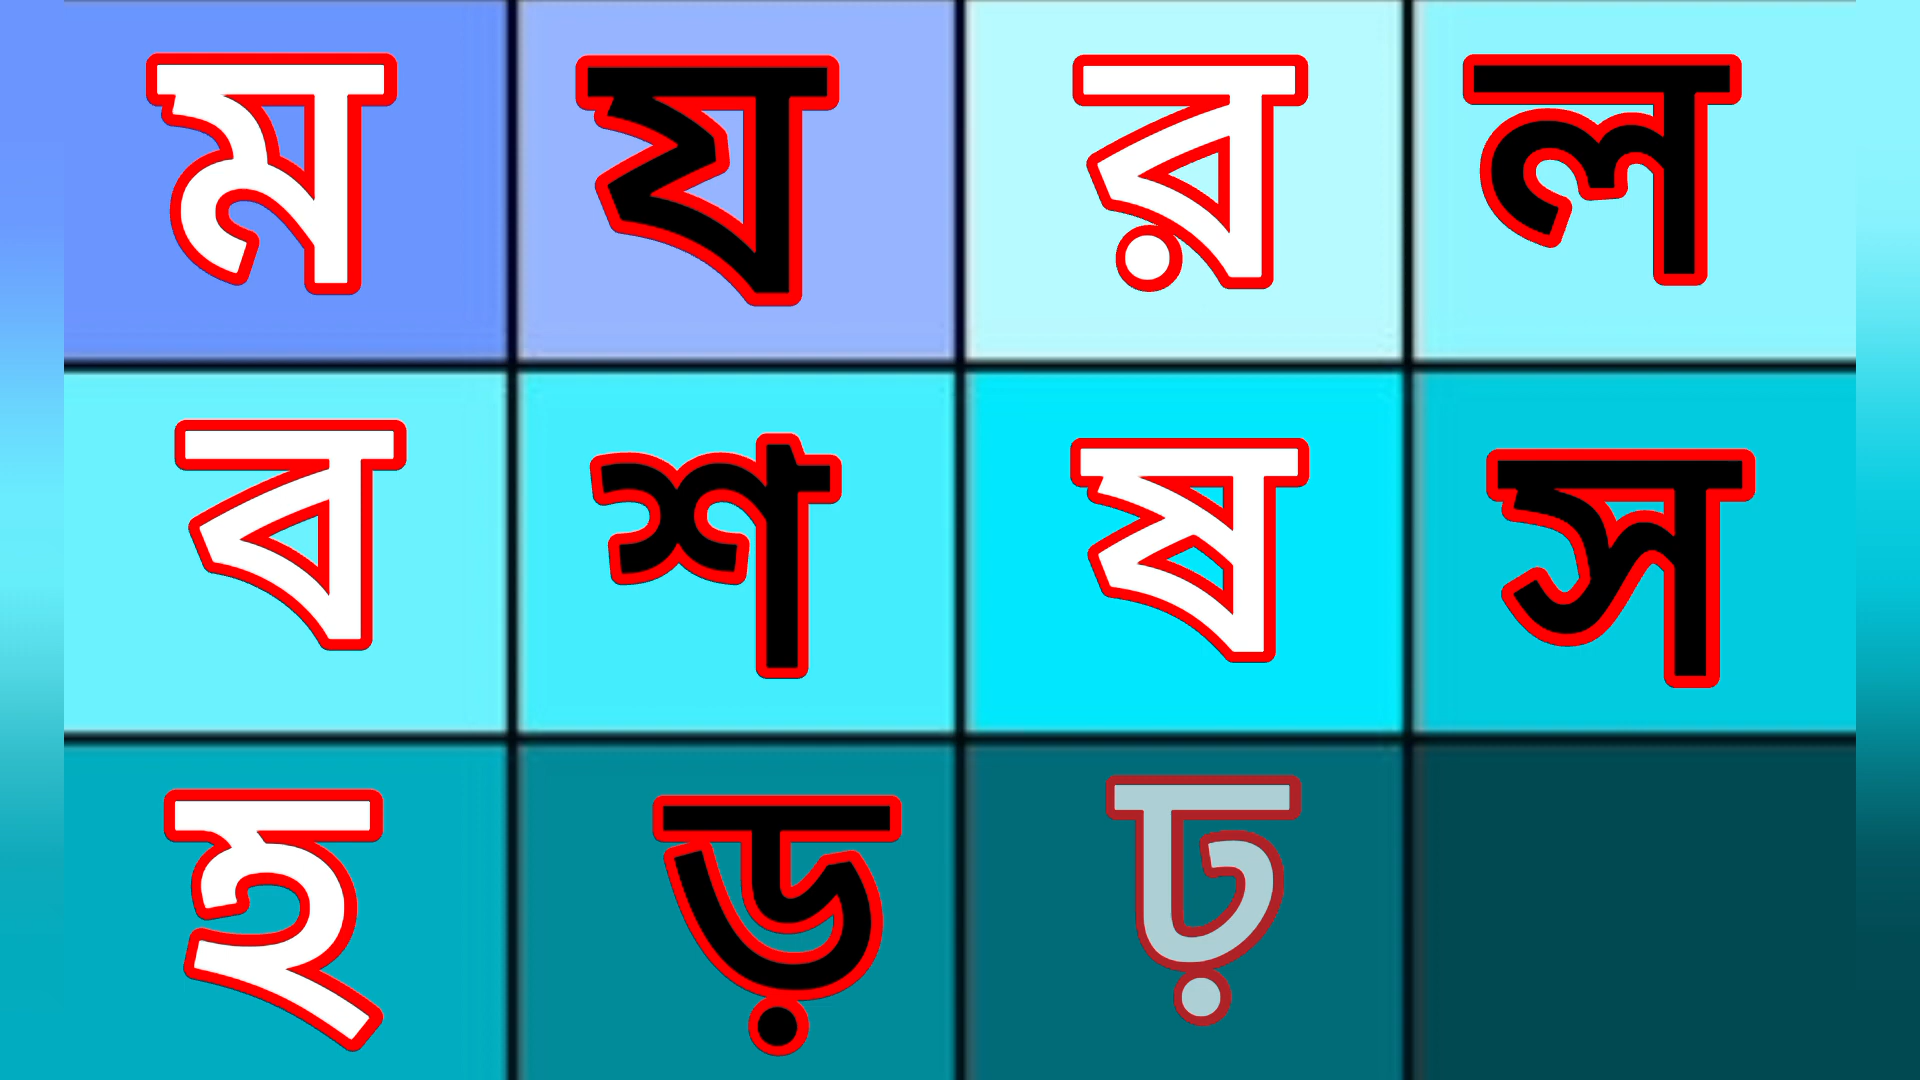 ম য র ল
ব শ ষ স
হ ড় ঢ়